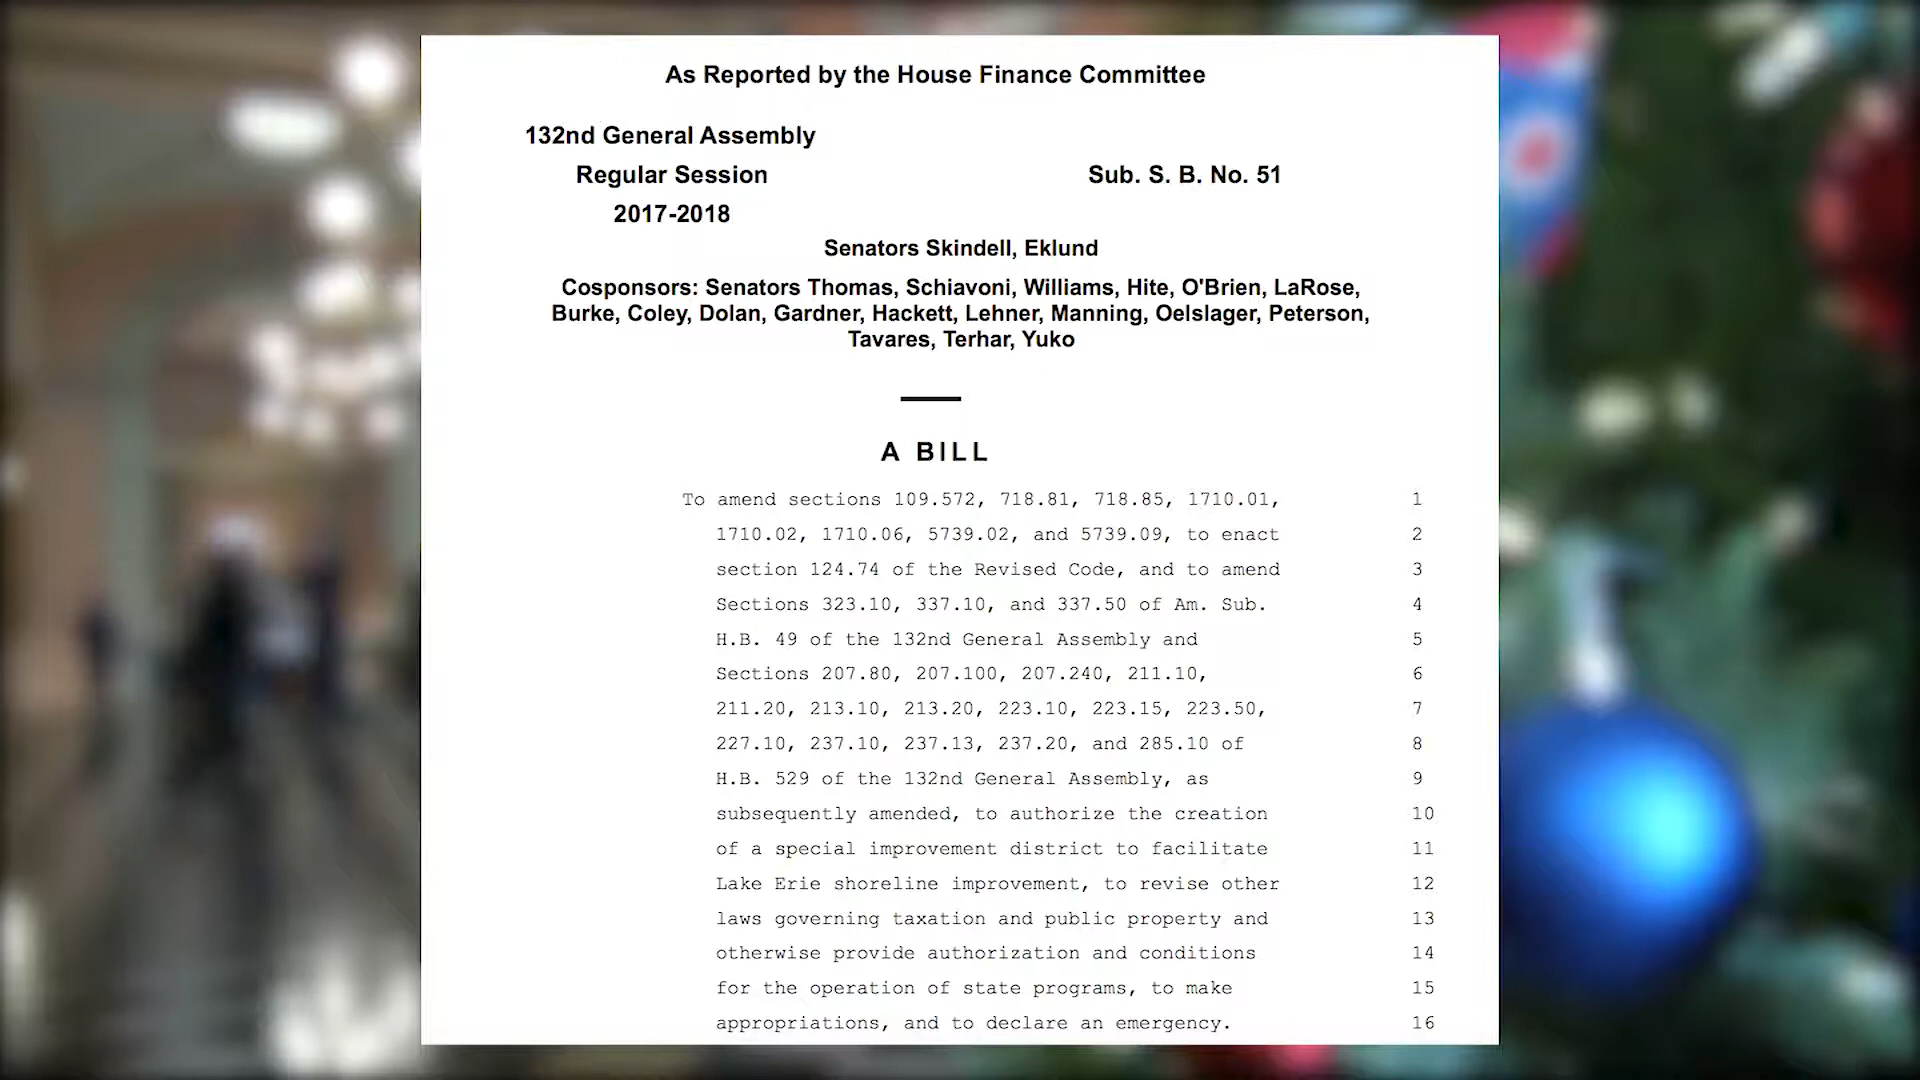 As Reported by the House Finance Committee
132nd General Assembly
Regular Session
Sub. S. B. No. 51
2017-2018
Senators Skindell, Eklund
Cosponsors: Senators Thomas, Schiavoni, Williams, Hite, O'Brien, LaRose,
Burke, Coley, Dolan, Gardner, Hackett, Lehner, Manning, Oelslager, Peterson,
Tavares, Terhar, Yuko
A BILL
To amend sections 109.572, 718.81, 718.85, 1710.01, 1
1710.02, 1710.06, 5739.02, and 5739.09, to enact 2
section 124.74 of the Revised Code, and to amend 3
Sections 323.10, 337.10, and 337.50 of Am. Sub. 4
H.B. 49 of the 132nd General Assembly and 5
Sections 207.80, 207.100, 207.240, 211.10, 6
211.20, 213.10, 213.20, 223.10, 223.15, 223.50, 7
227.10, 237.10, 237.13, 237.20, and 285.10 of 8
H.B. 529 of the 132nd General Assembly, as 9
subsequently amended, to authorize the creation 10
of a special improvement district to facilitate 11
Lake Erie shoreline improvement, to revise other 12
laws governing taxation and public property and 13
otherwise provide authorization and conditions 14
for the operation of state programs, to make 15
appropriations, and to declare an emergency. 16